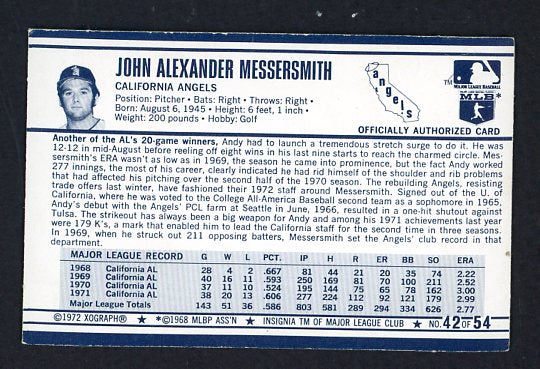 JOHN ALEXANDER MESSERSMITH
CALIFORNIA ANGELS
Position: Pitcher • Bats: Right • Throws: Right •
Born: August 6, 1945 • Height: 6 feet, 1 inch •
Weight: 200 pounds • Hobby: Golf
angels
TM
MAJOR LEAGUE BASEBALL
MLB*
OFFICIALLY AUTHORIZED CARD
Another of the AL's 20-game winners, Andy had to launch a tremendous stretch surge to do it. He was
12-12 in mid-August before reeling off eight wins in his last nine starts to reach the charmed circle. Mes-
sersmith's ERA wasn't as low as in 1969, the season he came into prominence, but the fact Andy worked
277 innings, the most of his career, clearly indicated he had rid himself of the shoulder and rib problems
that had affected his pitching over the second half of the 1970 season. The rebuilding Angels, resisting
trade offers last winter, have fashioned their 1972 staff around Messersmith. Signed out of the U. of
California, where he was voted to the College All-America Baseball second team as a sophomore in 1965,
Andy's debut with the Angels' PCL farm at Seattle in June, 1966, resulted in a one-hit shutout against
Tulsa. The strikeout has always been a big weapon for Andy and among his 1971 achievements last year
were 179 K's, a mark that enabled him to lead the California staff for the second time in three seasons.
In 1969, when he struck out 211 opposing batters, Messersmith set the Angels' club record in that
department.
MAJOR LEAGUE RECORD G W L PCT. IP H R ER BB SO ERA
1968 California AL 28 4 2 .667 81 44 21 20 35 74 2.22
1969 California AL 40 16 11 .593 250 169 81 70 100 211 2.52
1970 California AL 37 11 10 .524 195 144 75 65 78 162 3.00
1971 California AL 38 20 13 .606 277 224 112 92 121 179 2.99
Major League Totals 143 51 36 .586 803 581 289 294 334 626 2.77
©1972 XOGRAPH® ★ *©1968 MLBP ASS'N ★ INSIGNIA TM OF MAJOR LEAGUE CLUB ★ NO. 42 OF 54